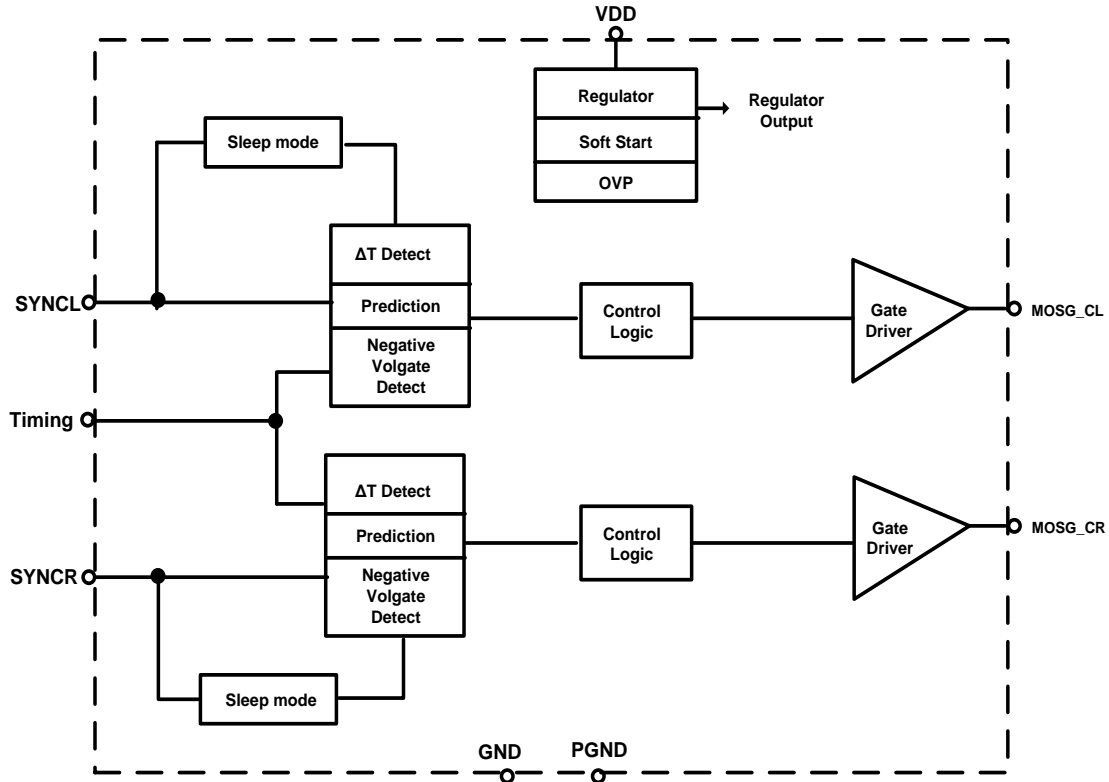 VDD
Regulator
Regulator
Output
Soft Start
OVP
Sleep mode
ΔT Detect
SYNCL
Prediction
Control
Logic
Gate
Driver
MOSG_CL
Negative
Volgate
Detect
Timing
ΔT Detect
Prediction
Control
Logic
Gate
Driver
MOSG_CR
SYNCR
Negative
Volgate
Detect
Sleep mode
GND
PGND